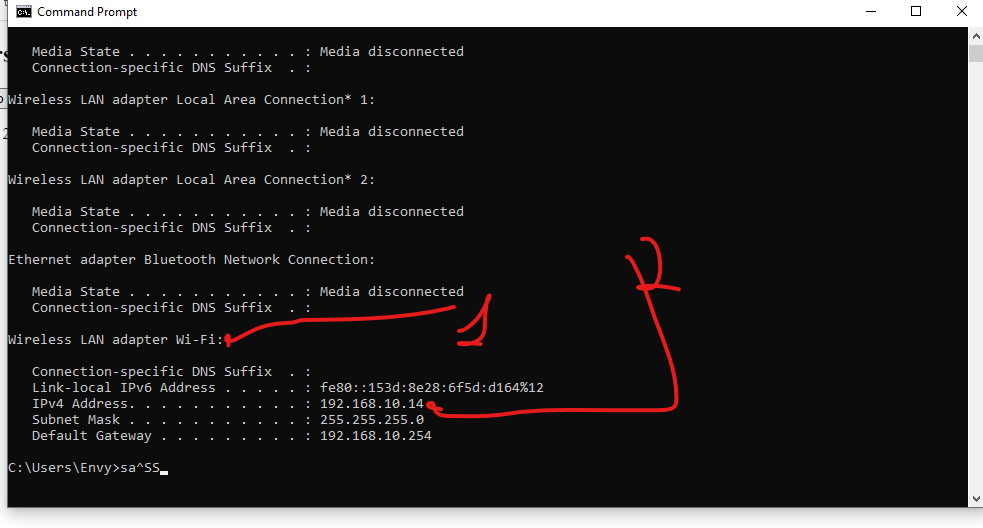 Command Prompt
Media State . . . . . . . . . . . : Media disconnected
Connection-specific DNS Suffix  . :
Wireless LAN adapter Local Area Connection* 1:
Media State . . . . . . . . . . . : Media disconnected
Connection-specific DNS Suffix  . :
Wireless LAN adapter Local Area Connection* 2:
Media State . . . . . . . . . . . : Media disconnected
Connection-specific DNS Suffix  . :
Ethernet adapter Bluetooth Network Connection:
Media State . . . . . . . . . . . : Media disconnected
Connection-specific DNS Suffix  . :
1
2
Wireless LAN adapter Wi-Fi:
Connection-specific DNS Suffix  . :
Link-local IPv6 Address . . . . . : fe80::153d:8e28:6f5d:d164%12
IPv4 Address. . . . . . . . . . . : 192.168.10.14
Subnet Mask . . . . . . . . . . . : 255.255.255.0
Default Gateway . . . . . . . . . : 192.168.10.254
C:\Users\Envy>sa^SS